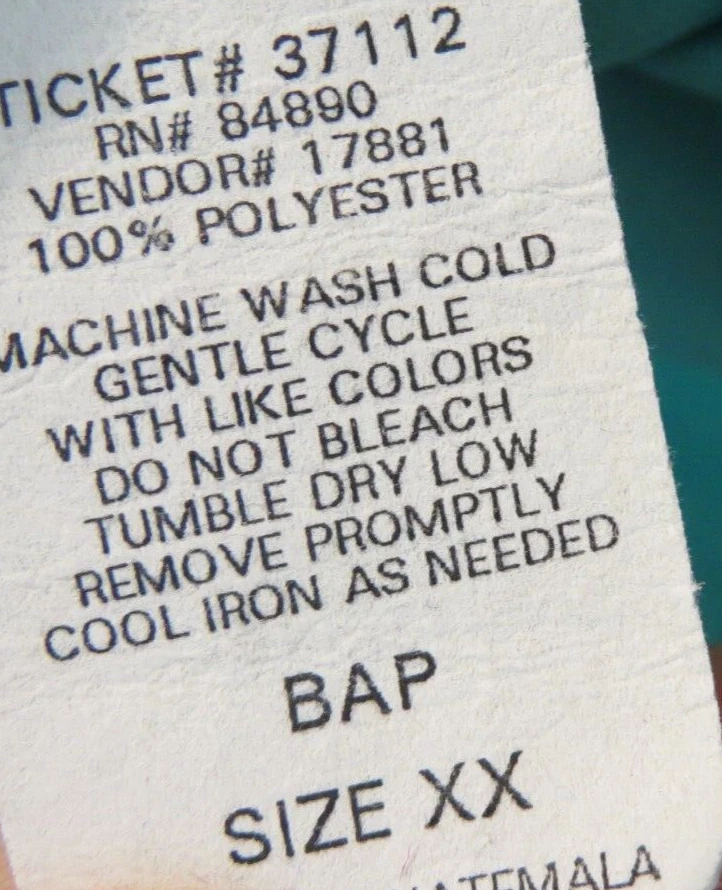 TICKET# 37112
RN# 84890
VENDOR# 17881
100% POLYESTER
MACHINE WASH COLD
GENTLE CYCLE
WITH LIKE COLORS
DO NOT BLEACH
TUMBLE DRY LOW
REMOVE PROMPTLY
COOL IRON AS NEEDED
BAP
SIZE XX
ATEMALA